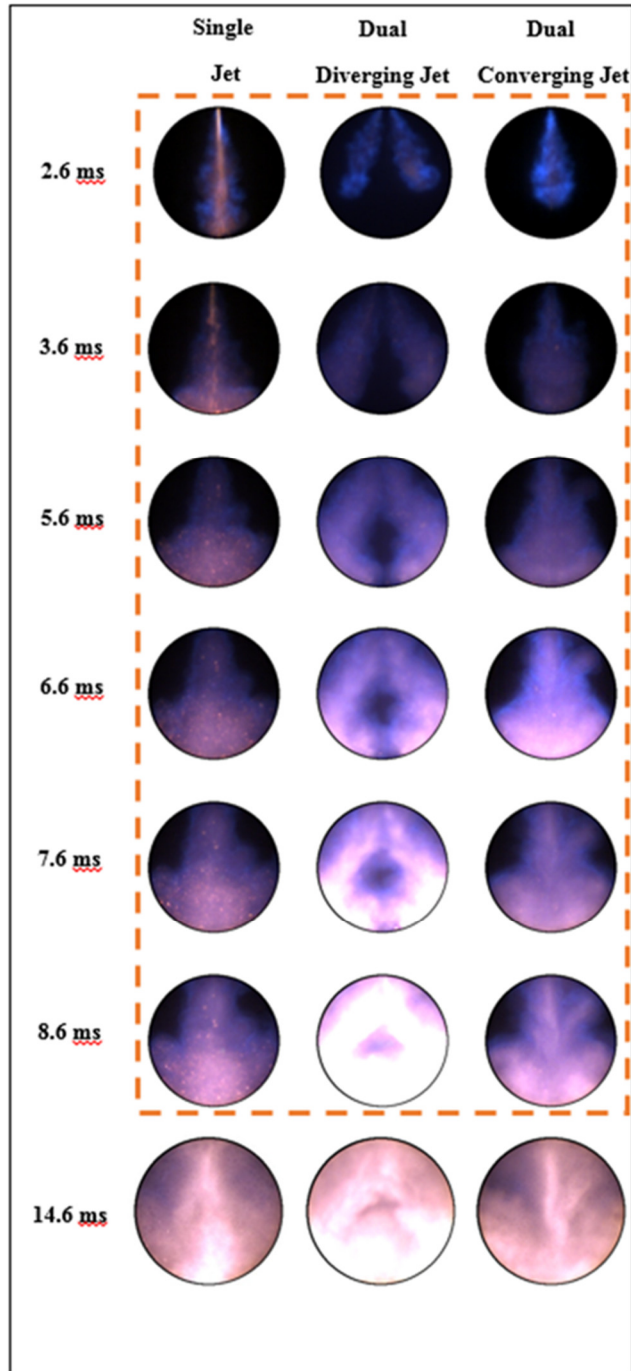 Single Dual Dual
Jet Diverging Jet Converging Jet
2.6 ms
3.6 ms
5.6 ms
6.6 ms
7.6 ms
8.6 ms
14.6 ms